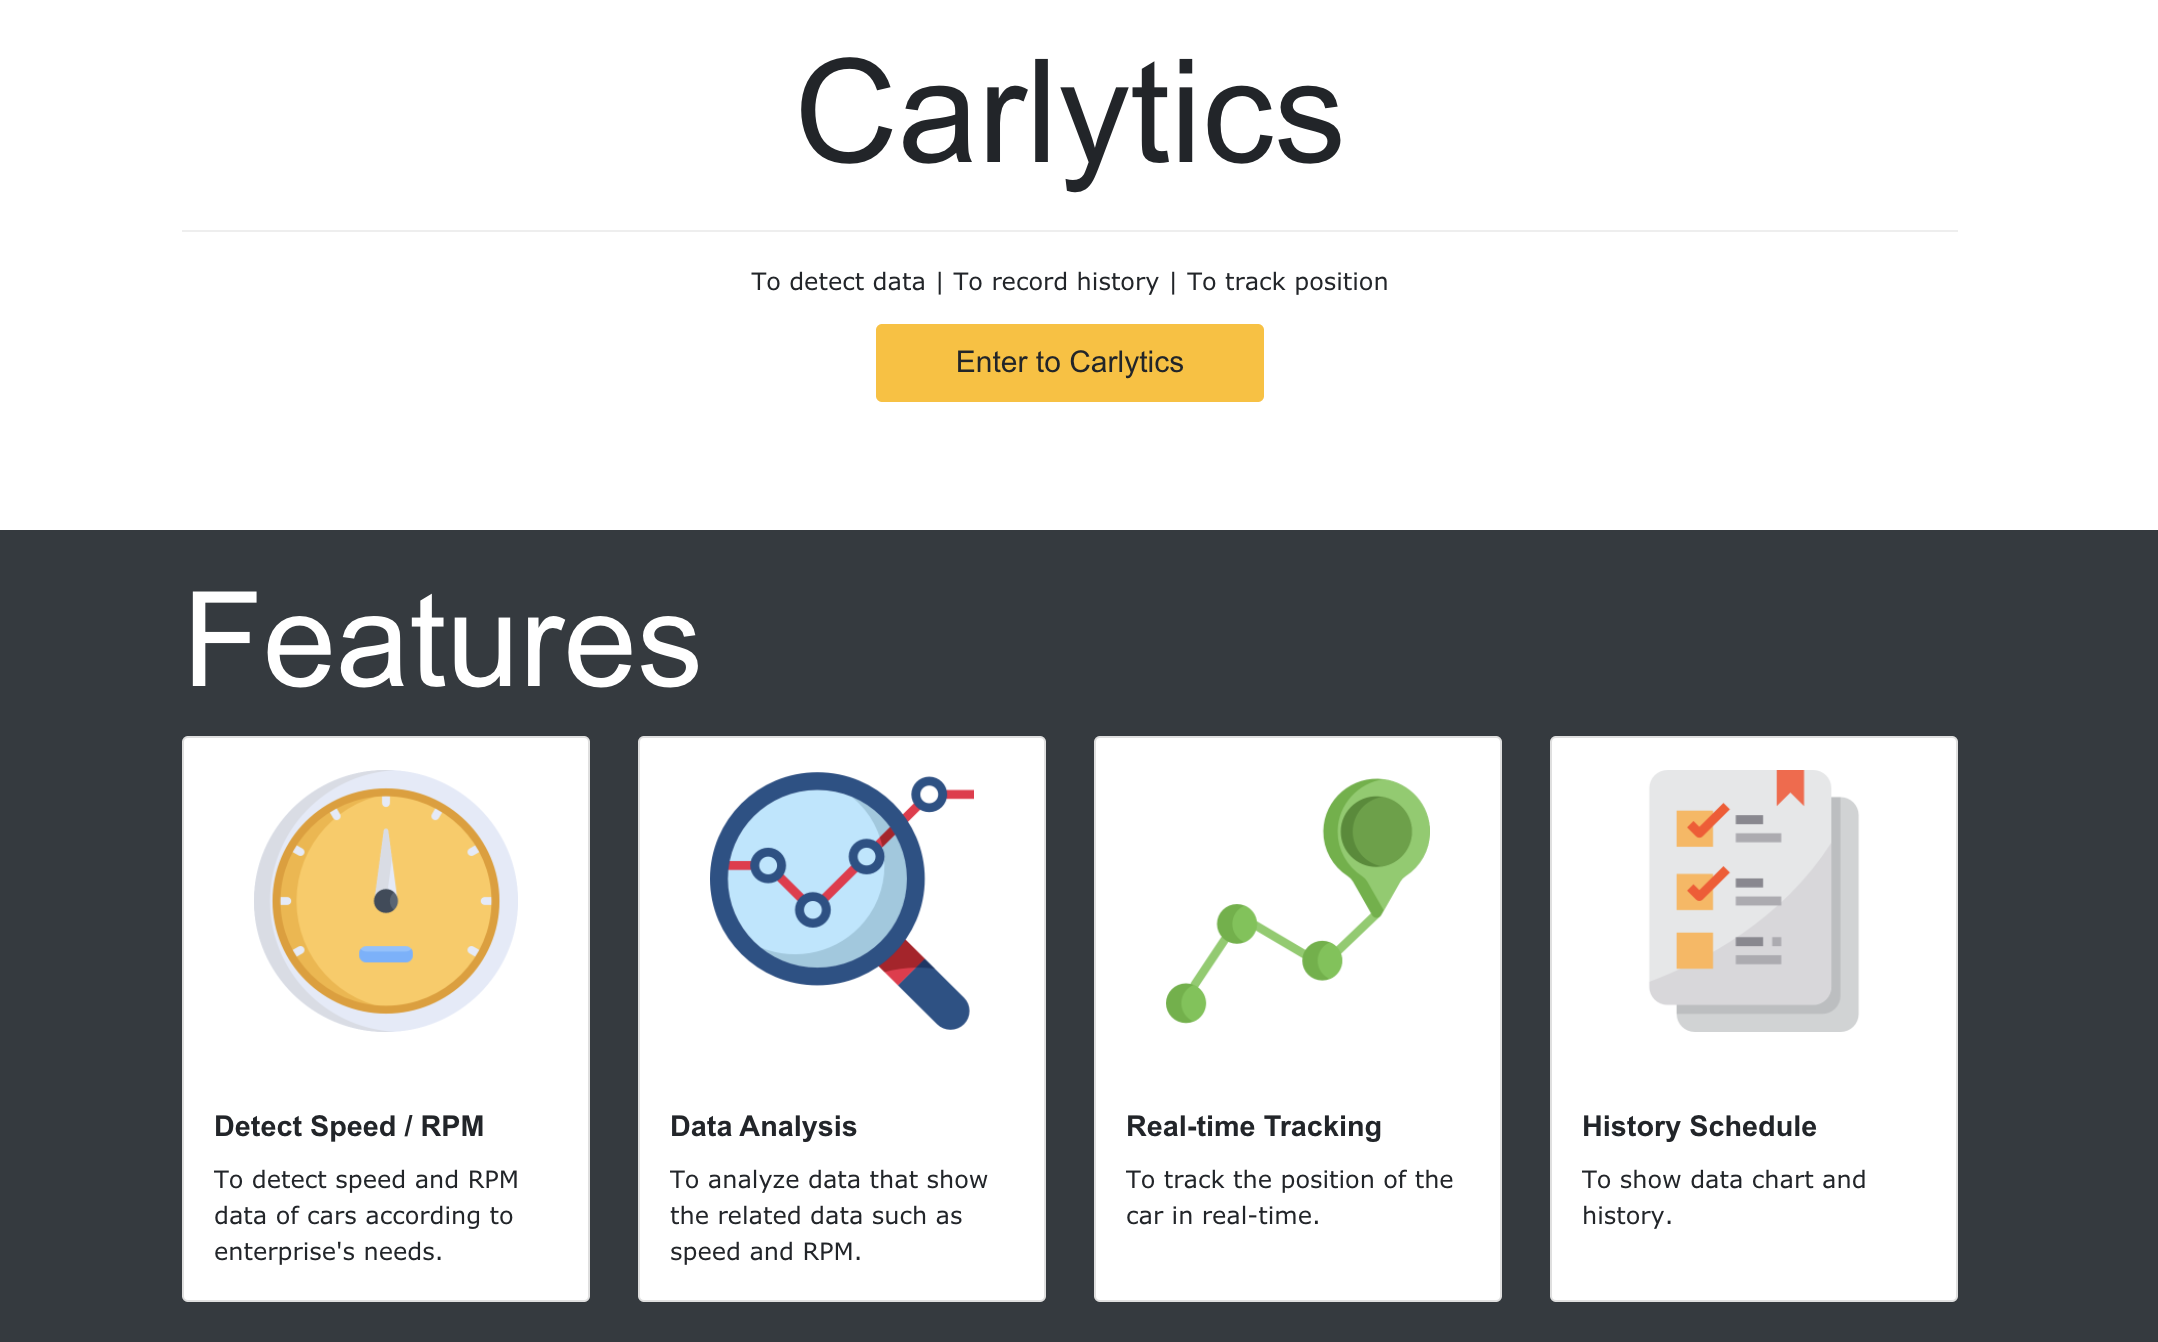 Carlytics
To detect data | To record history | To track position
Enter to Carlytics
Features
Detect Speed / RPM
To detect speed and RPM
data of cars according to
enterprise's needs.
Data Analysis
To analyze data that show
the related data such as
speed and RPM.
Real-time Tracking
To track the position of the
car in real-time.
History Schedule
To show data chart and
history.